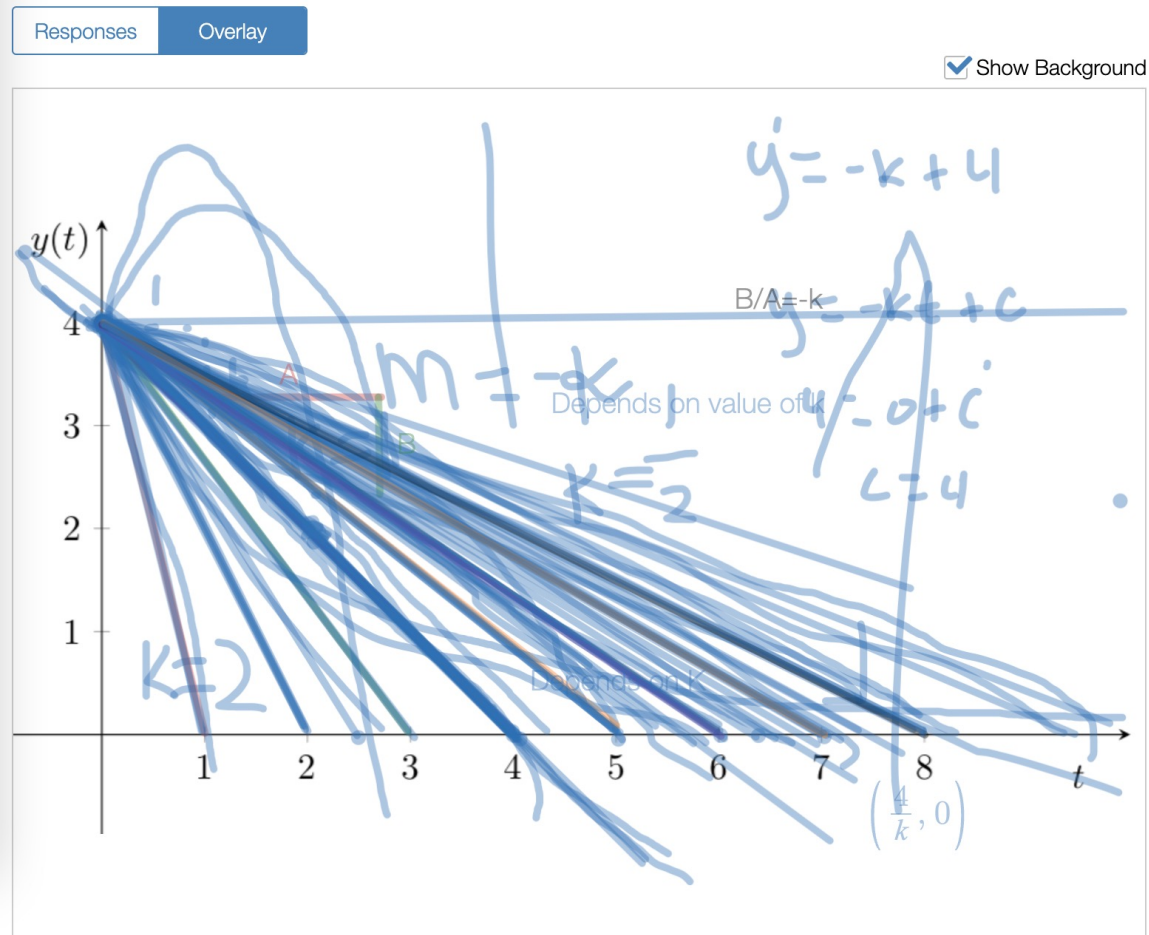 Responses
Overlay
Show Background
ẏ = -k + 4
y(t)
1
B/A=-k
y = -kt + c
4
A
m = -k
Depends on value of k
4 = 0 + c
3
B
k = 
c = 4
2
1
k=2
Depends on K
1 2 3 4 5 6 7 8 t
(4/k, 0)